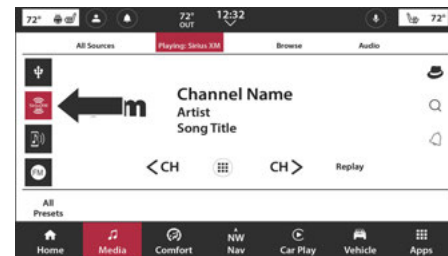 72°
72°
OUT
12:32
72°
All Sources
Playing: Sirius XM
Browse
Audio
m
Channel Name
Artist
Song Title
FM
<CH
CH>
Replay
All
Presets
Home
Media
Comfort
NW
Nav
Car Play
Vehicle
Apps